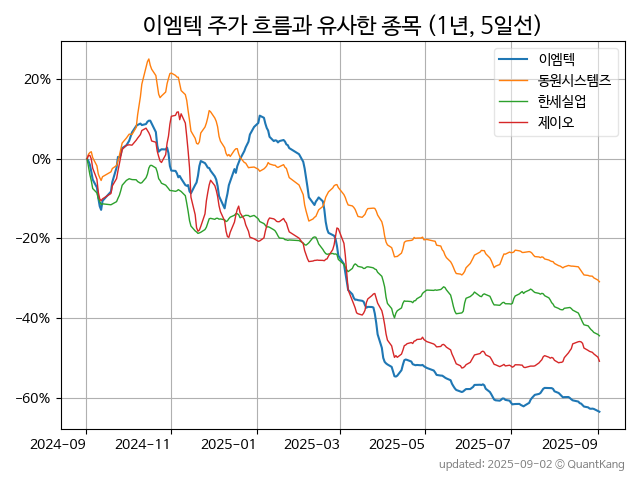 이엠텍 주가 흐름과 유사한 종목 (1년, 5일선)
이엠텍
동원시스템즈
한세실업
제이오
20%
0%
−20%
−40%
−60%
2024-09 2024-11 2025-01 2025-03 2025-05 2025-07 2025-09
updated: 2025-09-02 © QuantKang